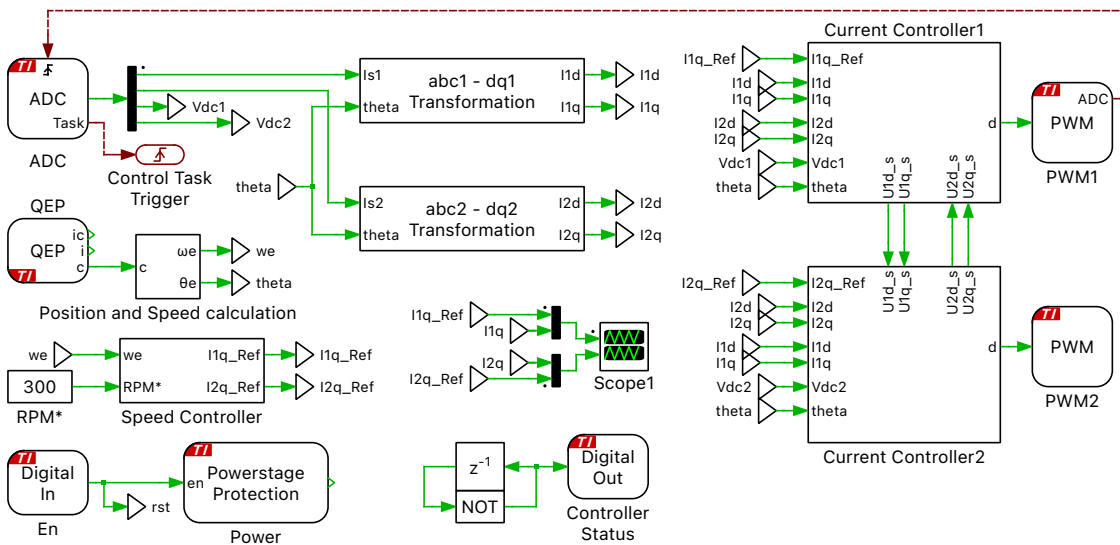 TI
ADC
Task
ADC
Vdc1
Vdc2
Control Task
Trigger
theta
Is1
theta
abc1 - dq1
Transformation
I1d
I1q
I1d
I1q
Is2
theta
abc2 - dq2
Transformation
I2d
I2q
I2d
I2q
QEP
QEP
TI
ic
i
c
c
ωe
θe
we
theta
Position and Speed calculation
we
300
RPM*
we
RPM*
I1q_Ref
I2q_Ref
I1q_Ref
I2q_Ref
Speed Controller
I1q_Ref
I1q
I2q
I2q_Ref
Scope1
TI
Digital
In
En
rst
TI
en
Powerstage
Protection
Power
z-1
NOT
TI
Digital
Out
Controller
Status
Current Controller1
I1q_Ref
I1d
I1q
I2d
I2q
Vdc1
theta
I1q_Ref
I1d
I1q
I2d
I2q
Vdc1
theta
d
U1d_s
U1q_s
U2d_s
U2q_s
TI
ADC
PWM
PWM1
I2q_Ref
I2d
I2q
I1d
I1q
Vdc2
theta
I2q_Ref
I2d
I2q
I1d
I1q
Vdc2
theta
U1d_s
U1q_s
U2d_s
U2q_s
d
Current Controller2
TI
PWM
PWM2